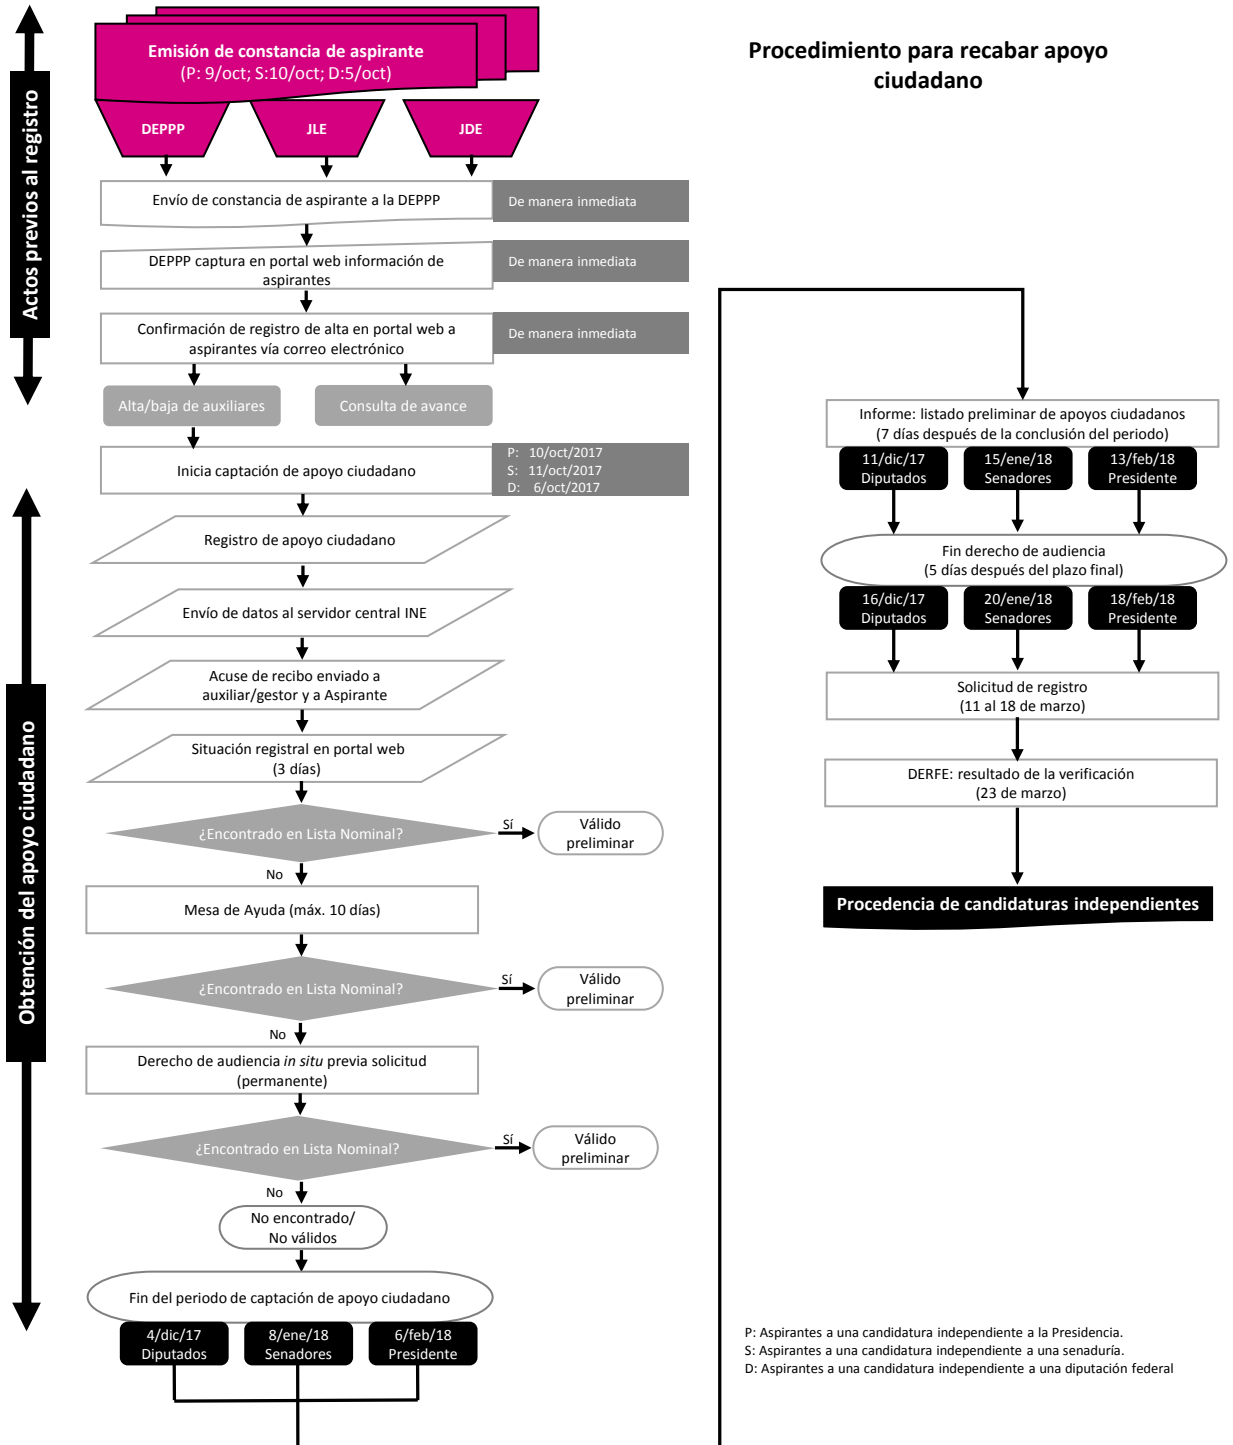 Procedimiento para recabar apoyo
ciudadano
Actos previos al registro
Emisión de constancia de aspirante
(P: 9/oct; S:10/oct; D:5/oct)
DEPPP
JLE
JDE
Envío de constancia de aspirante a la DEPPP
De manera inmediata
DEPPP captura en portal web información de
aspirantes
De manera inmediata
Confirmación de registro de alta en portal web a
aspirantes vía correo electrónico
De manera inmediata
Alta/baja de auxiliares
Consulta de avance
Inicia captación de apoyo ciudadano
P: 10/oct/2017
S: 11/oct/2017
D: 6/oct/2017
Obtención del apoyo ciudadano
Registro de apoyo ciudadano
Envío de datos al servidor central INE
Acuse de recibo enviado a
auxiliar/gestor y a Aspirante
Situación registral en portal web
(3 días)
¿Encontrado en Lista Nominal?
Sí
Válido
preliminar
No
Mesa de Ayuda (máx. 10 días)
¿Encontrado en Lista Nominal?
Sí
Válido
preliminar
No
Derecho de audiencia in situ previa solicitud
(permanente)
¿Encontrado en Lista Nominal?
Sí
Válido
preliminar
No
No encontrado/
No válidos
Fin del periodo de captación de apoyo ciudadano
4/dic/17
Diputados
8/ene/18
Senadores
6/feb/18
Presidente
Informe: listado preliminar de apoyos ciudadanos
(7 días después de la conclusión del periodo)
11/dic/17
Diputados
15/ene/18
Senadores
13/feb/18
Presidente
Fin derecho de audiencia
(5 días después del plazo final)
16/dic/17
Diputados
20/ene/18
Senadores
18/feb/18
Presidente
Solicitud de registro
(11 al 18 de marzo)
DERFE: resultado de la verificación
(23 de marzo)
Procedencia de candidaturas independientes
P: Aspirantes a una candidatura independiente a la Presidencia.
S: Aspirantes a una candidatura independiente a una senaduría.
D: Aspirantes a una candidatura independiente a una diputación federal